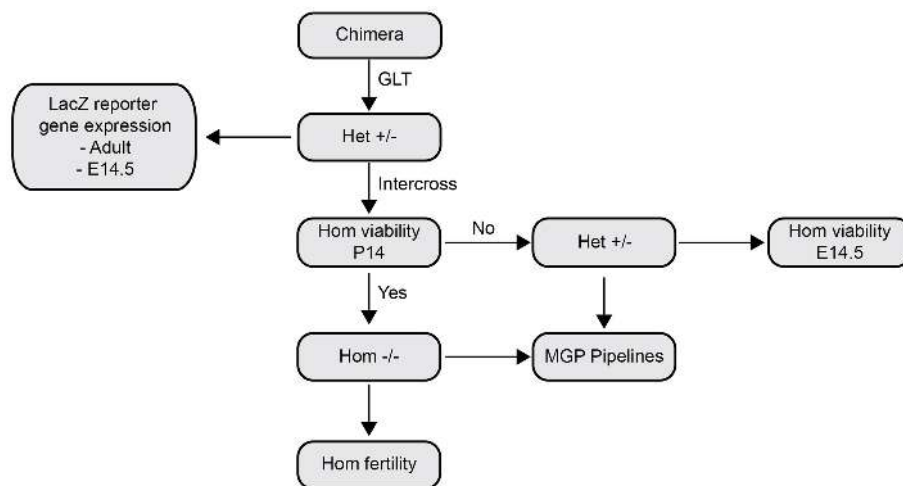 Chimera
GLT
LacZ reporter
gene expression
- Adult
- E14.5
Het +/-
Intercross
Hom viability
P14
No
Het +/-
Hom viability
E14.5
Yes
Hom -/-
MGP Pipelines
Hom fertility